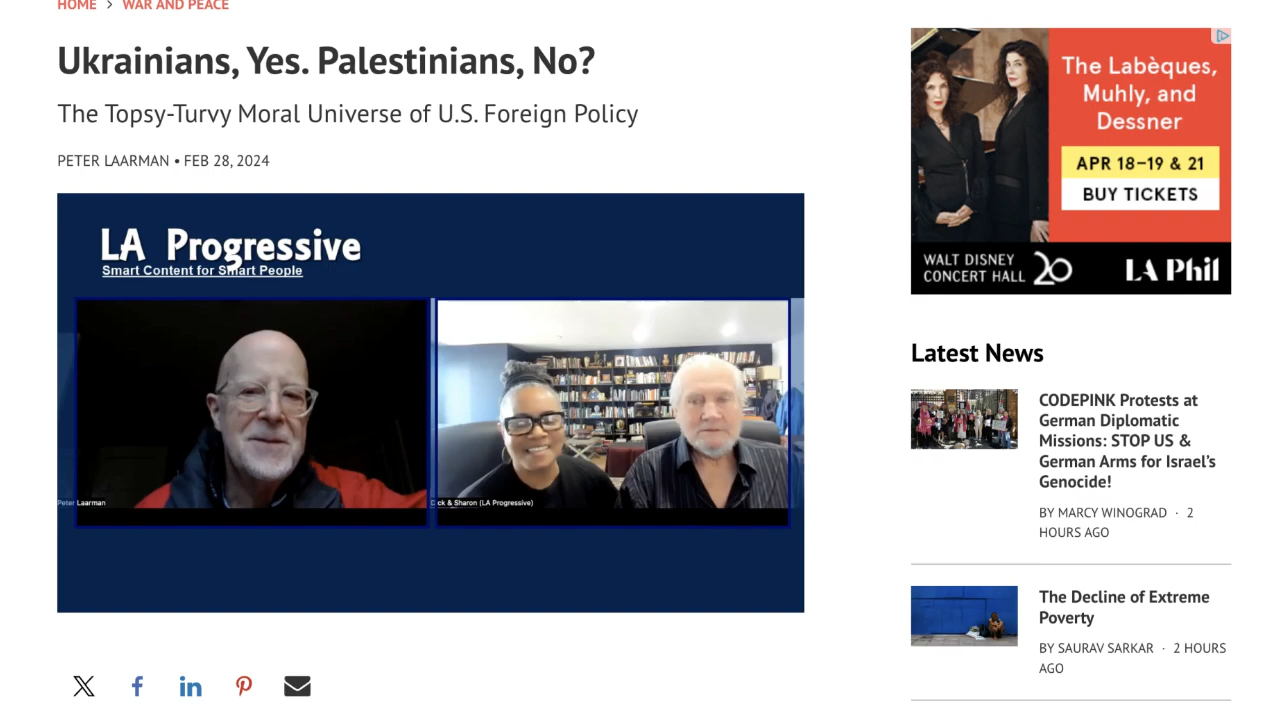 HOME > WAR AND PEACE
Ukrainians, Yes. Palestinians, No?
The Topsy-Turvy Moral Universe of U.S. Foreign Policy
PETER LAARMAN • FEB 28, 2024
LA Progressive
Smart Content for Smart People
Peter Laarman
ck & Sharon (LA Progressive)
The Labèques,
Muhly, and
Dessner
APR 18–19 & 21
BUY TICKETS
WALT DISNEY
CONCERT HALL 20
LA Phil
Latest News
CODEPINK Protests at
German Diplomatic
Missions: STOP US &
German Arms for Israel’s
Genocide!
BY MARCY WINOGRAD · 2
HOURS AGO
The Decline of Extreme
Poverty
BY SAURAV SARKAR · 2 HOURS
AGO